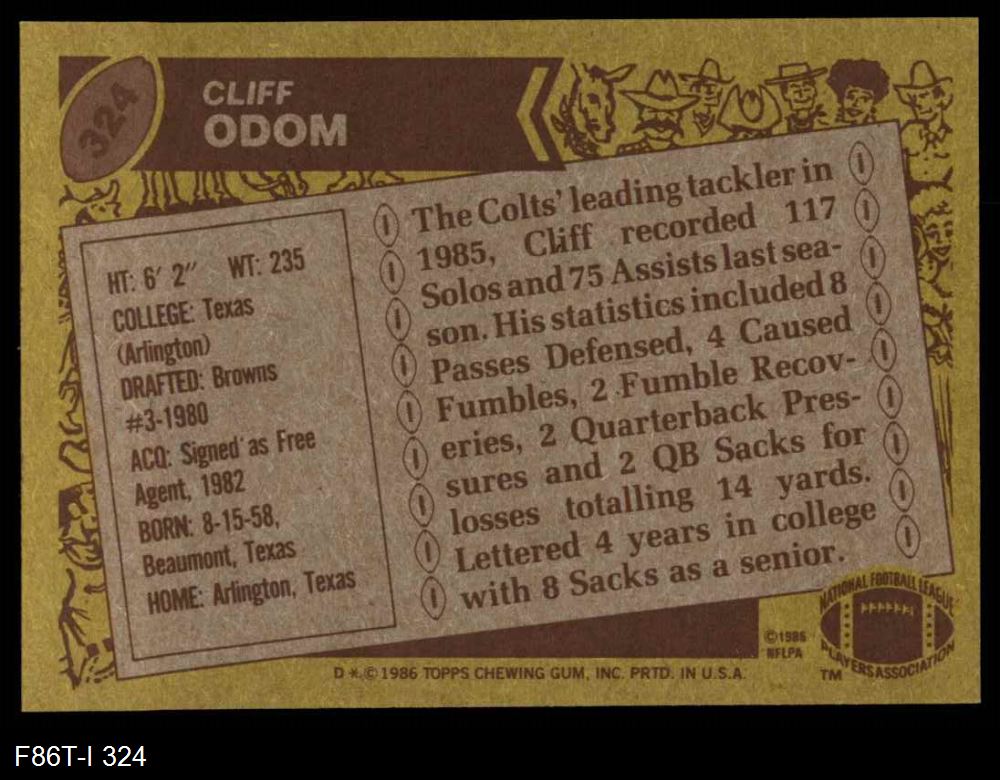 324
CLIFF
ODOM
HT: 6' 2" WT: 235
COLLEGE: Texas
(Arlington)
DRAFTED: Browns
#3-1980
ACQ: Signed as Free
Agent, 1982
BORN: 8-15-58,
Beaumont, Texas
HOME: Arlington, Texas
The Colts' leading tackler in
1985, Cliff recorded 117
Solos and 75 Assists last sea-
son. His statistics included 8
Passes Defensed, 4 Caused
Fumbles, 2 Fumble Recov-
eries, 2 Quarterback Pres-
sures and 2 QB Sacks for
losses totalling 14 yards.
Lettered 4 years in college
with 8 Sacks as a senior.
©1986
NFLPA
NATIONAL FOOTBALL LEAGUE
PLAYERS ASSOCIATION
TM
D*.©1986 TOPPS CHEWING GUM, INC. PRTD. IN U.S.A.
F86T-I 324